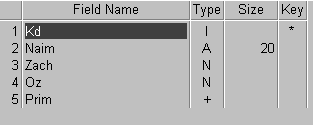 Field Name Type Size Key
1 Kd I *
2 Naim A 20
3 Zach N
4 Oz N
5 Prim +